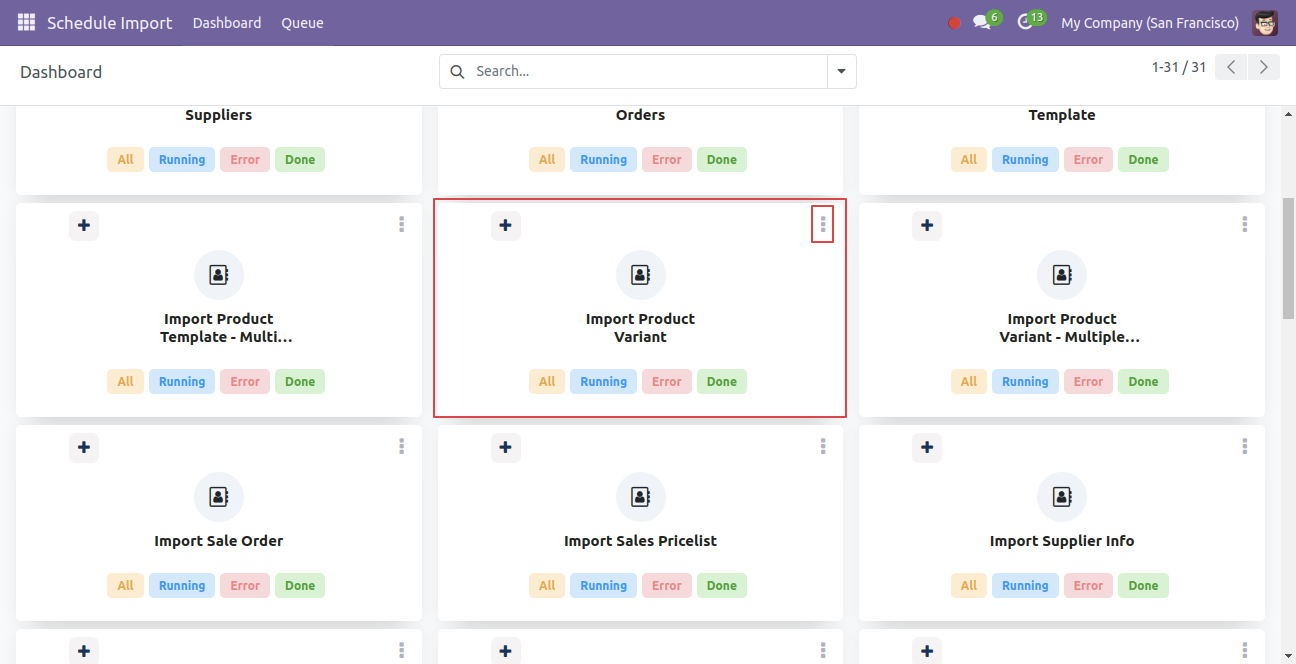 Schedule Import Dashboard Queue 6 13 My Company (San Francisco)
Dashboard Search... 1-31 / 31
Suppliers Orders Template
All Running Error Done All Running Error Done All Running Error Done
Import Product Import Product Import Product
Template - Multi... Variant Variant - Multiple...
All Running Error Done All Running Error Done All Running Error Done
Import Sale Order Import Sales Pricelist Import Supplier Info
All Running Error Done All Running Error Done All Running Error Done